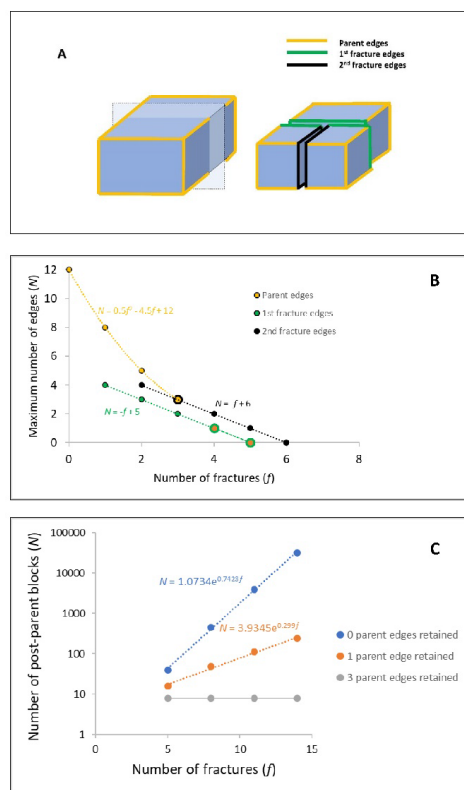 A
Parent edges
1st fracture edges
2nd fracture edges
B
Maximum number of edges (N)
12
10
8
6
4
2
0
N = 0.5f² - 4.5f + 12
Parent edges
1st fracture edges
2nd fracture edges
N = -f + 5
N = -f + 6
0
2
4
6
8
Number of fractures (f)
C
Number of post-parent blocks (N)
100000
10000
1000
100
10
1
N = 1.0734e^0.7423f
N = 3.9345e^0.299f
0 parent edges retained
1 parent edge retained
3 parent edges retained
0
5
10
15
Number of fractures (f)